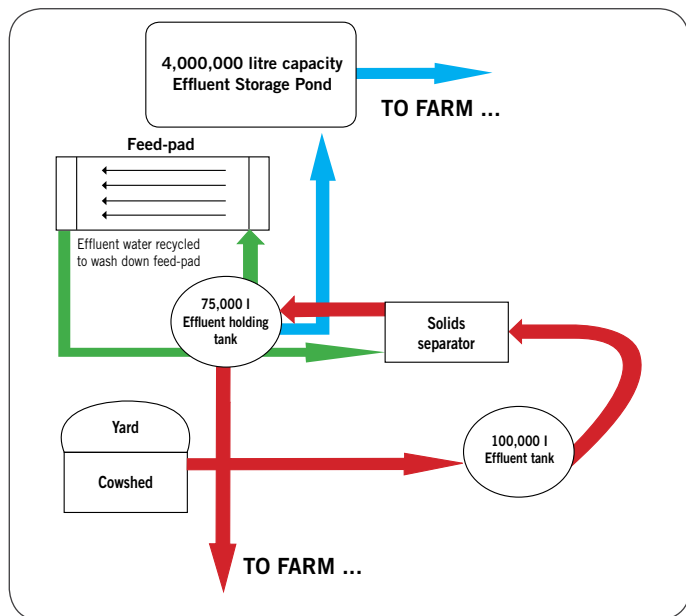 4,000,000 litre capacity
Effluent Storage Pond
TO FARM ...
Feed-pad
Effluent water recycled
to wash down feed-pad
75,000 l
Effluent holding
tank
Solids
separator
Yard
Cowshed
100,000 l
Effluent tank
TO FARM ...